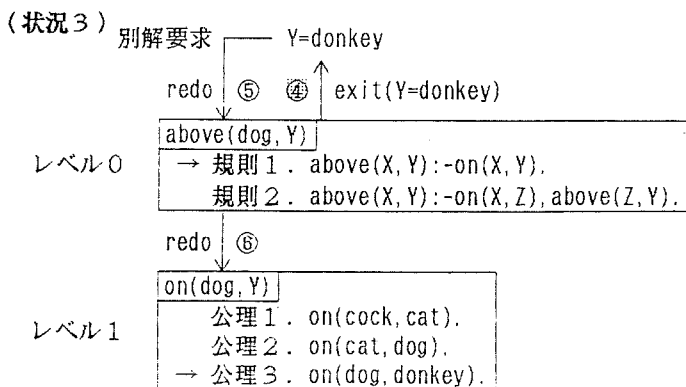 (状況３)
別解要求 Y=donkey
redo ⑤ ④ exit(Y=donkey)
above(dog,Y)
レベル０ → 規則１. above(X,Y):-on(X,Y).
規則２. above(X,Y):-on(X,Z),above(Z,Y).
redo ⑥
on(dog,Y)
公理１. on(cock,cat).
レベル１ 公理２. on(cat,dog).
→ 公理３. on(dog,donkey).